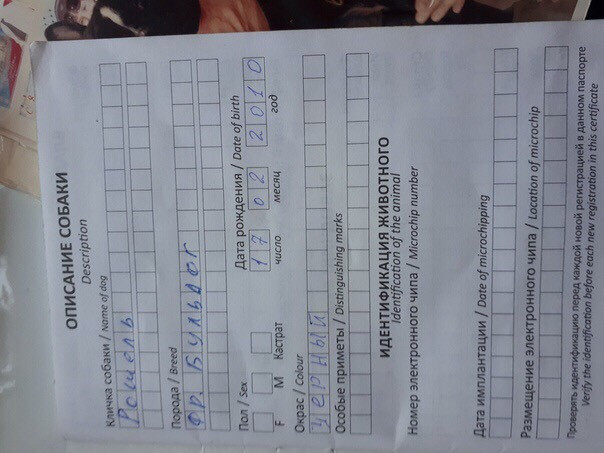 ОПИСАНИЕ СОБАКИ
Description
Кличка собаки / Name of dog
Рошель
Порода / Breed
Фр. Бульдог
Пол / Sex
F M Кастрат
Дата рождения / Date of birth
17 02 2010
число месяц год
Окрас / Colour
Черный
Особые приметы / Distinguishing marks
ИДЕНТИФИКАЦИЯ ЖИВОТНОГО
Identification of the animal
Номер электронного чипа / Microchip number
Дата имплантации / Date of microchipping
Размещение электронного чипа / Location of microchip
Проверять идентификацию перед каждой новой регистрацией в данном паспорте
Verify the identification before each new registration in this certificate